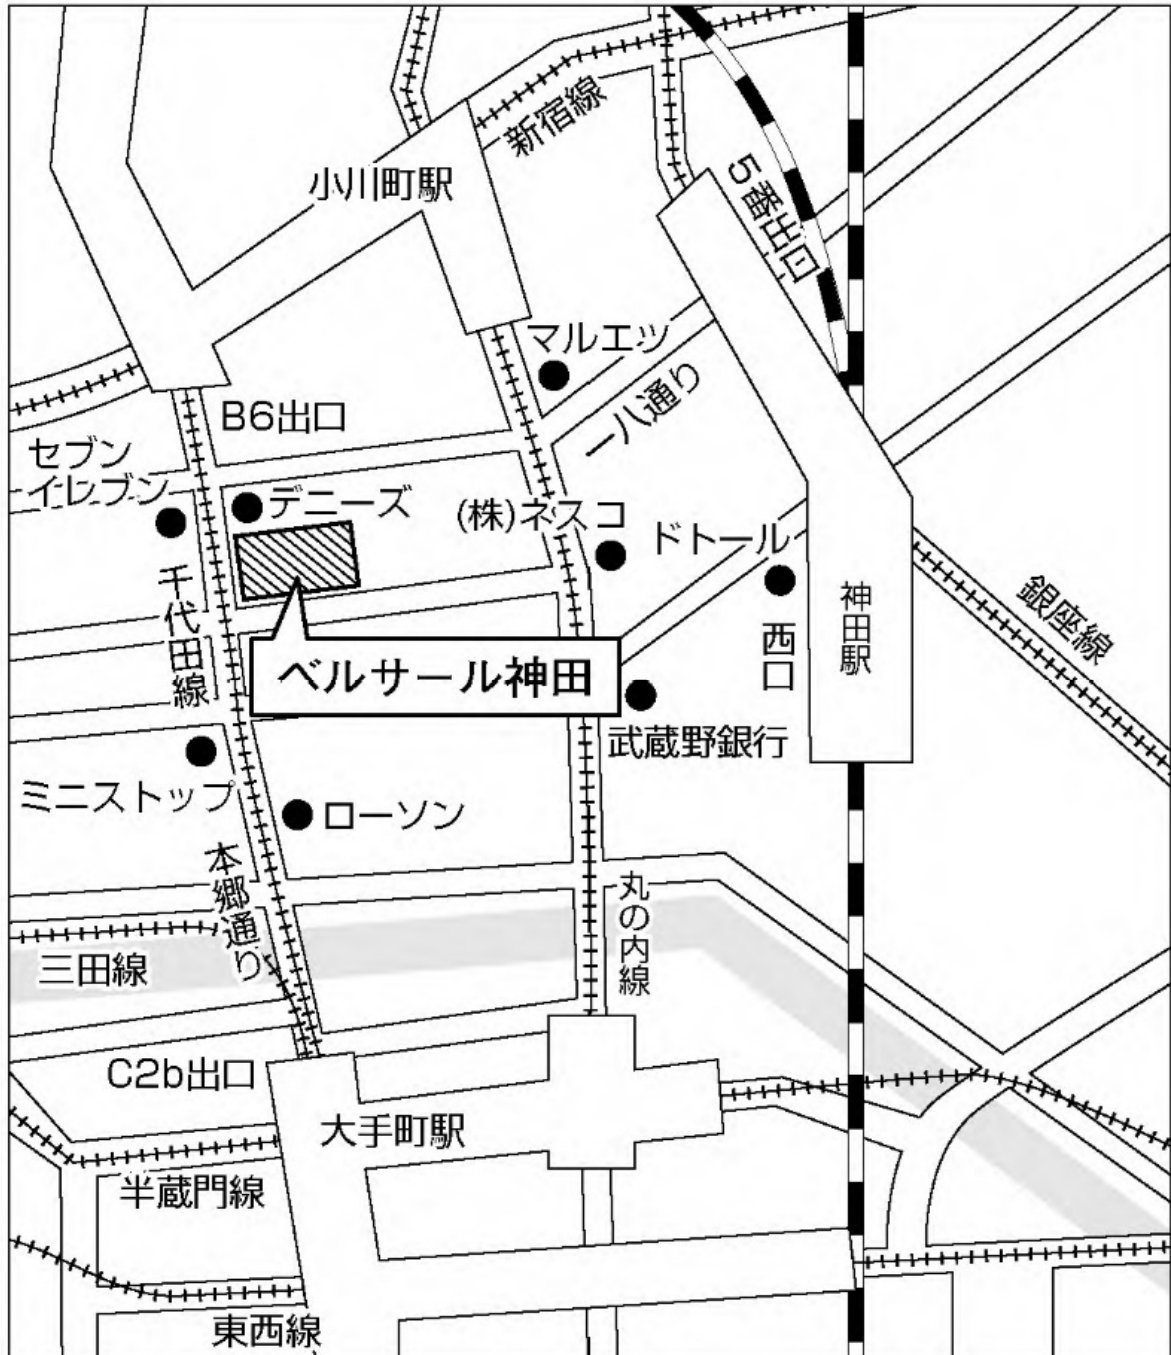 新宿線
小川町駅
5番出口
マルエツ
一八通り
B6出口
セブン
イレブン
デニーズ
(株)ネスコ
ドトール
千代田線
神田駅
銀座線
西口
ベルサール神田
武蔵野銀行
ミニストップ
ローソン
本郷通り
丸の内線
三田線
C2b出口
大手町駅
半蔵門線
東西線